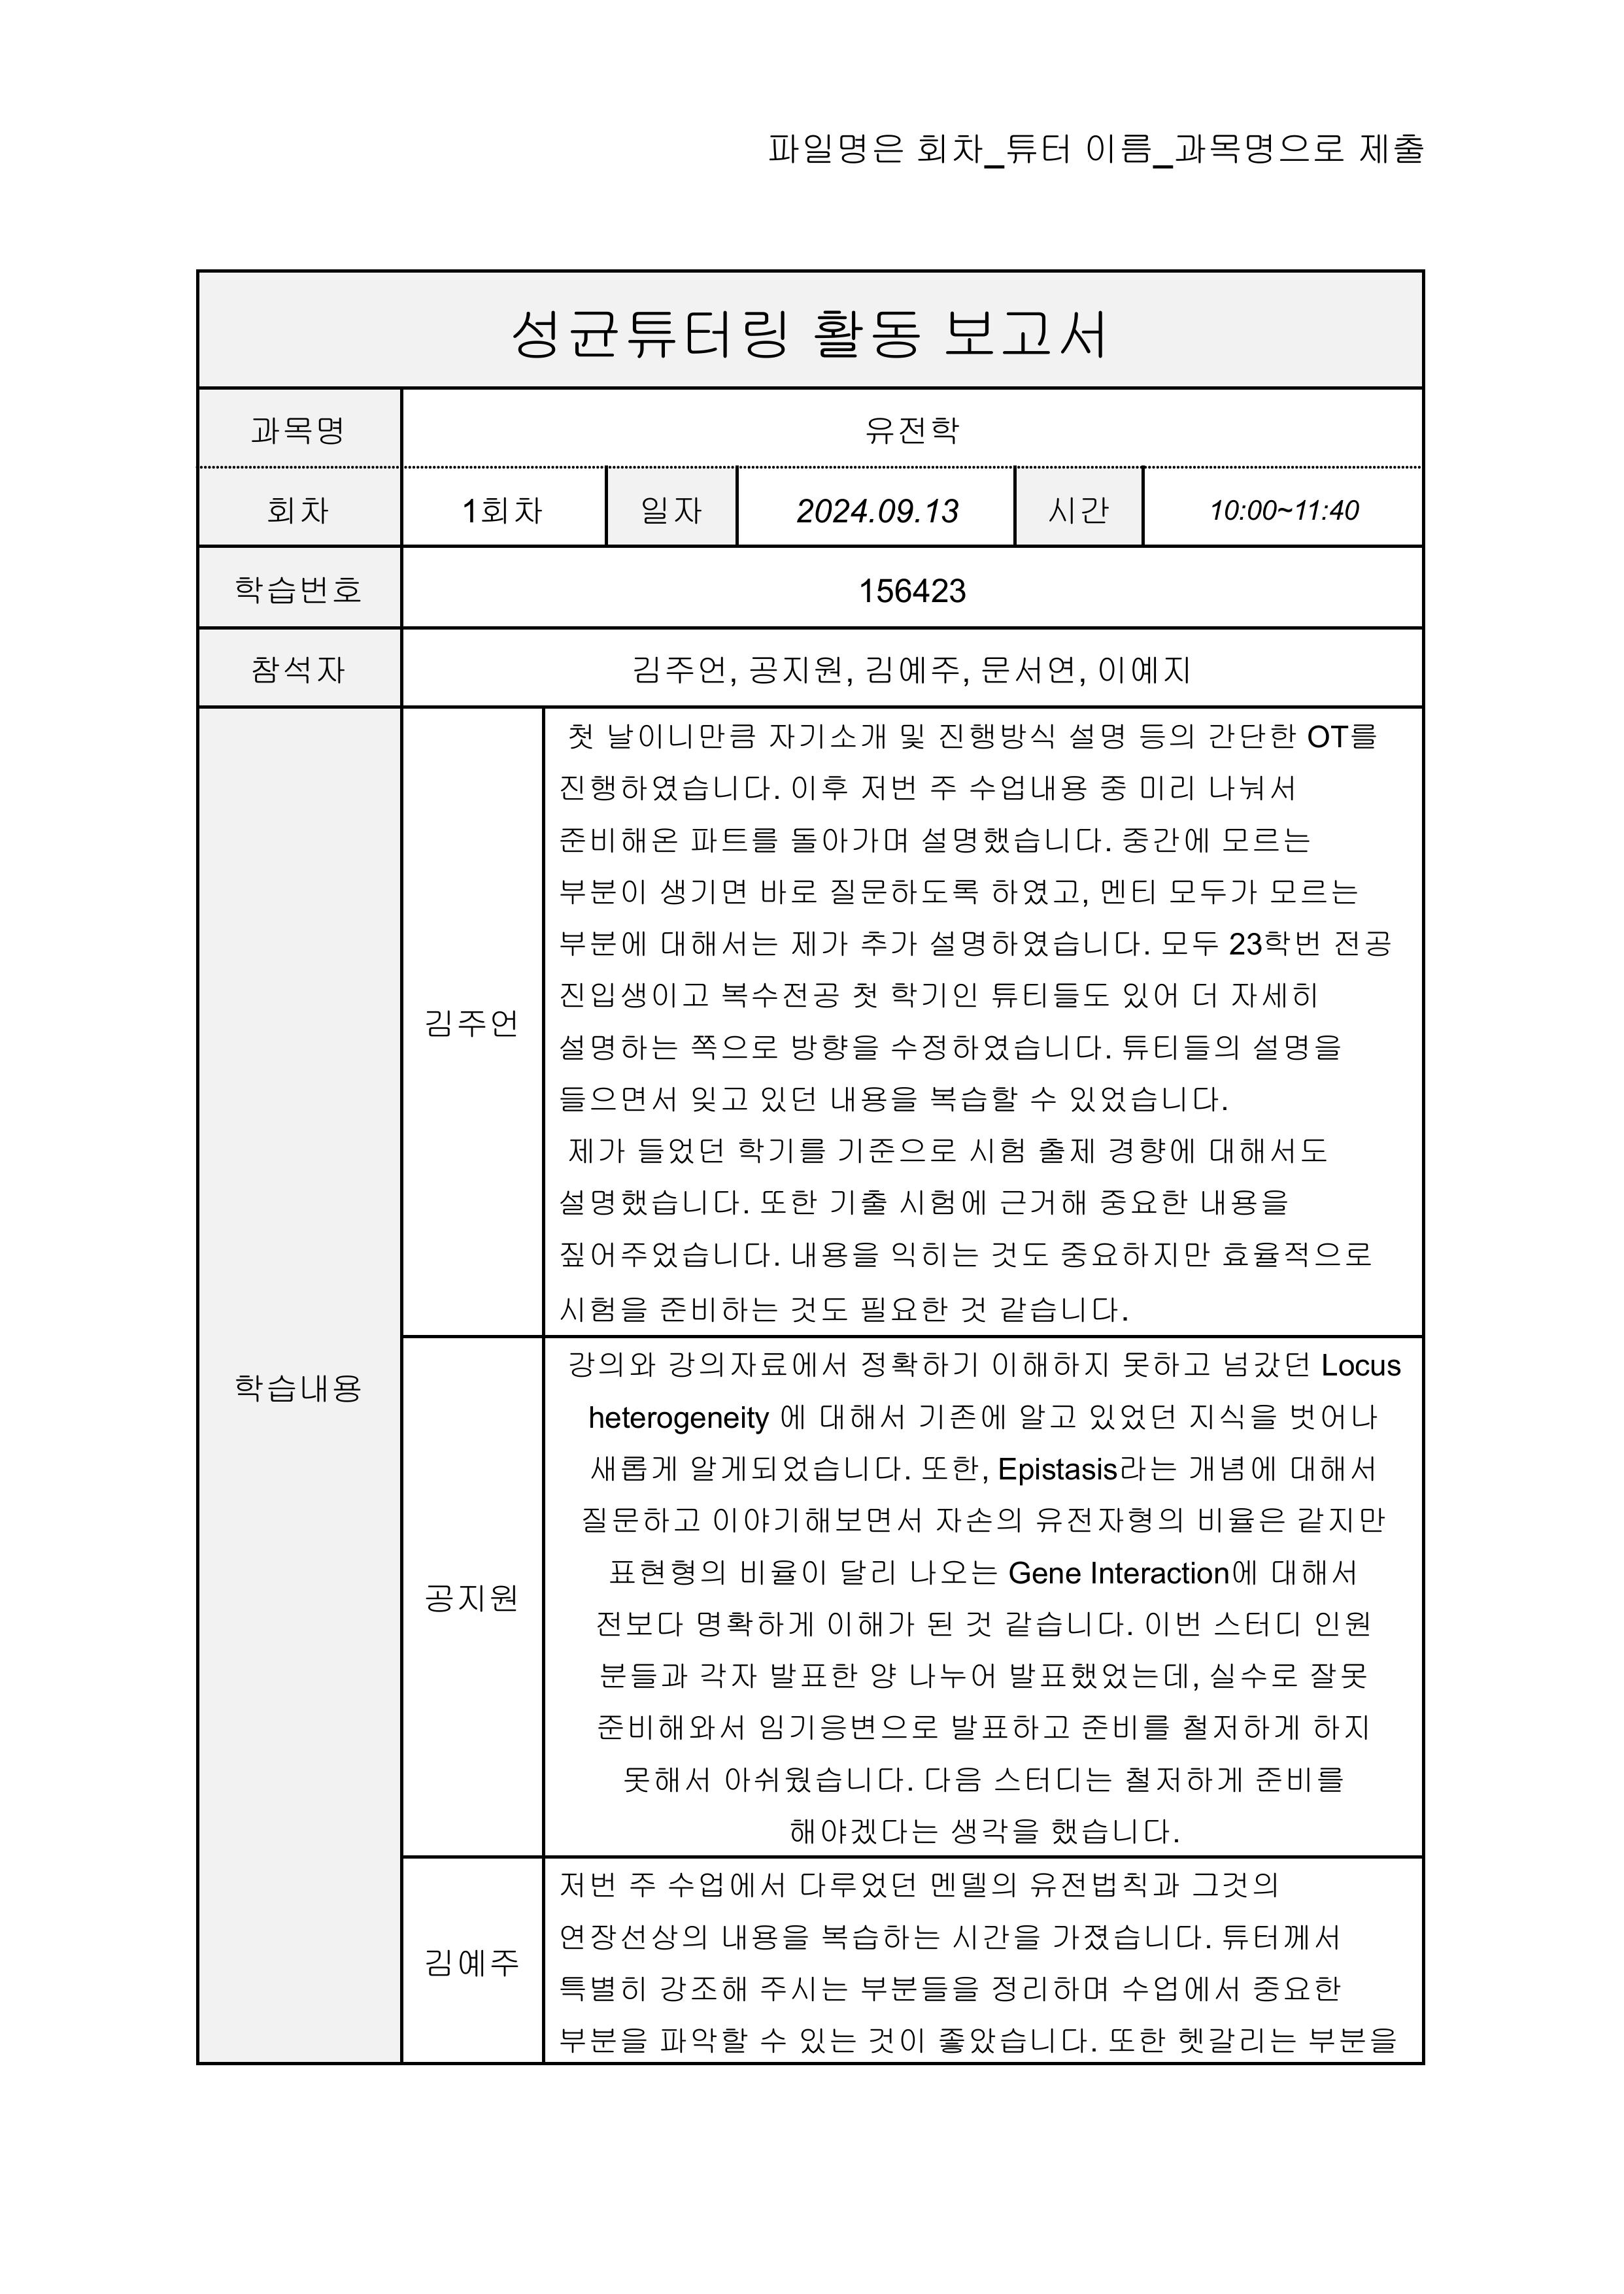 파일명은 회차_튜터 이름_과목명으로 제출
성균튜터링 활동 보고서
과목명 유전학
회차 1회차 일자 2024.09.13 시간 10:00~11:40
학습번호 156423
참석자 김주언, 공지원, 김예주, 문서연, 이예지
학습내용
김주언
첫 날이니만큼 자기소개 및 진행방식 설명 등의 간단한 OT를
진행하였습니다. 이후 저번 주 수업내용 중 미리 나눠서
준비해온 파트를 돌아가며 설명했습니다. 중간에 모르는
부분이 생기면 바로 질문하도록 하였고, 멘티 모두가 모르는
부분에 대해서는 제가 추가 설명하였습니다. 모두 23학번 전공
진입생이고 복수전공 첫 학기인 튜티들도 있어 더 자세히
설명하는 쪽으로 방향을 수정하였습니다. 튜티들의 설명을
들으면서 잊고 있던 내용을 복습할 수 있었습니다.
제가 들었던 학기를 기준으로 시험 출제 경향에 대해서도
설명했습니다. 또한 기출 시험에 근거해 중요한 내용을
짚어주었습니다. 내용을 익히는 것도 중요하지만 효율적으로
시험을 준비하는 것도 필요한 것 같습니다.
공지원
강의와 강의자료에서 정확하기 이해하지 못하고 넘갔던 Locus
heterogeneity 에 대해서 기존에 알고 있었던 지식을 벗어나
새롭게 알게되었습니다. 또한, Epistasis라는 개념에 대해서
질문하고 이야기해보면서 자손의 유전자형의 비율은 같지만
표현형의 비율이 달리 나오는 Gene Interaction에 대해서
전보다 명확하게 이해가 된 것 같습니다. 이번 스터디 인원
분들과 각자 발표한 양 나누어 발표했었는데, 실수로 잘못
준비해와서 임기응변으로 발표하고 준비를 철저하게 하지
못해서 아쉬웠습니다. 다음 스터디는 철저하게 준비를
해야겠다는 생각을 했습니다.
김예주
저번 주 수업에서 다루었던 멘델의 유전법칙과 그것의
연장선상의 내용을 복습하는 시간을 가졌습니다. 튜터께서
특별히 강조해 주시는 부분들을 정리하며 수업에서 중요한
부분을 파악할 수 있는 것이 좋았습니다. 또한 헷갈리는 부분을